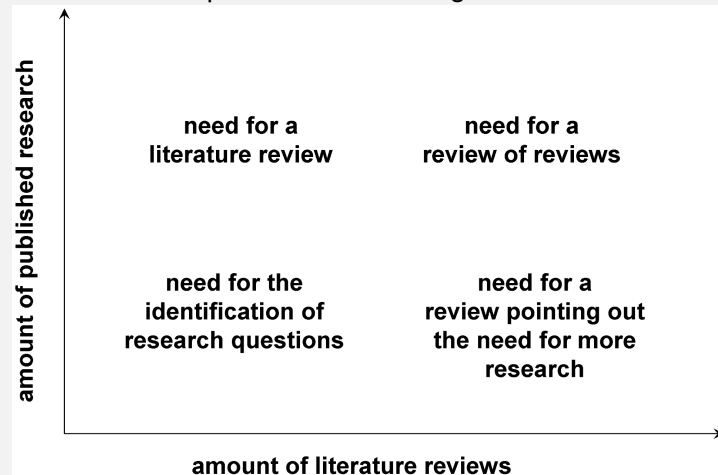 amount of published research
need for a
literature review
need for a
review of reviews
need for the
identification of
research questions
need for a
review pointing out
the need for more
research
amount of literature reviews